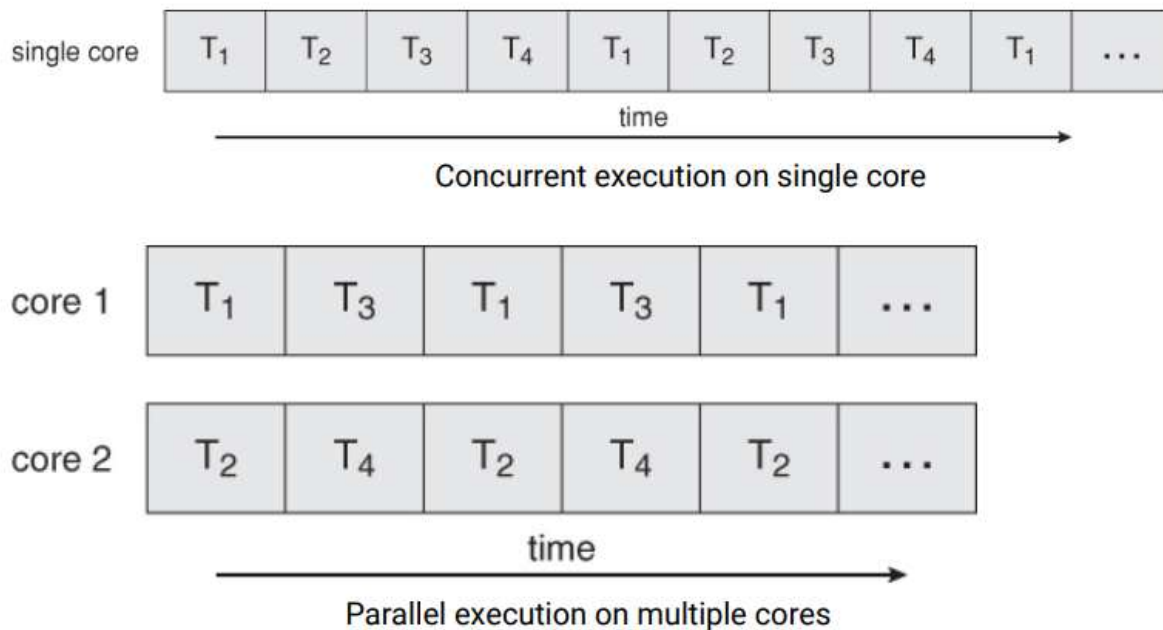 single core T₁ T₂ T₃ T₄ T₁ T₂ T₃ T₄ T₁ ...
time
Concurrent execution on single core
core 1 T₁ T₃ T₁ T₃ T₁ ...
core 2 T₂ T₄ T₂ T₄ T₂ ...
time
Parallel execution on multiple cores